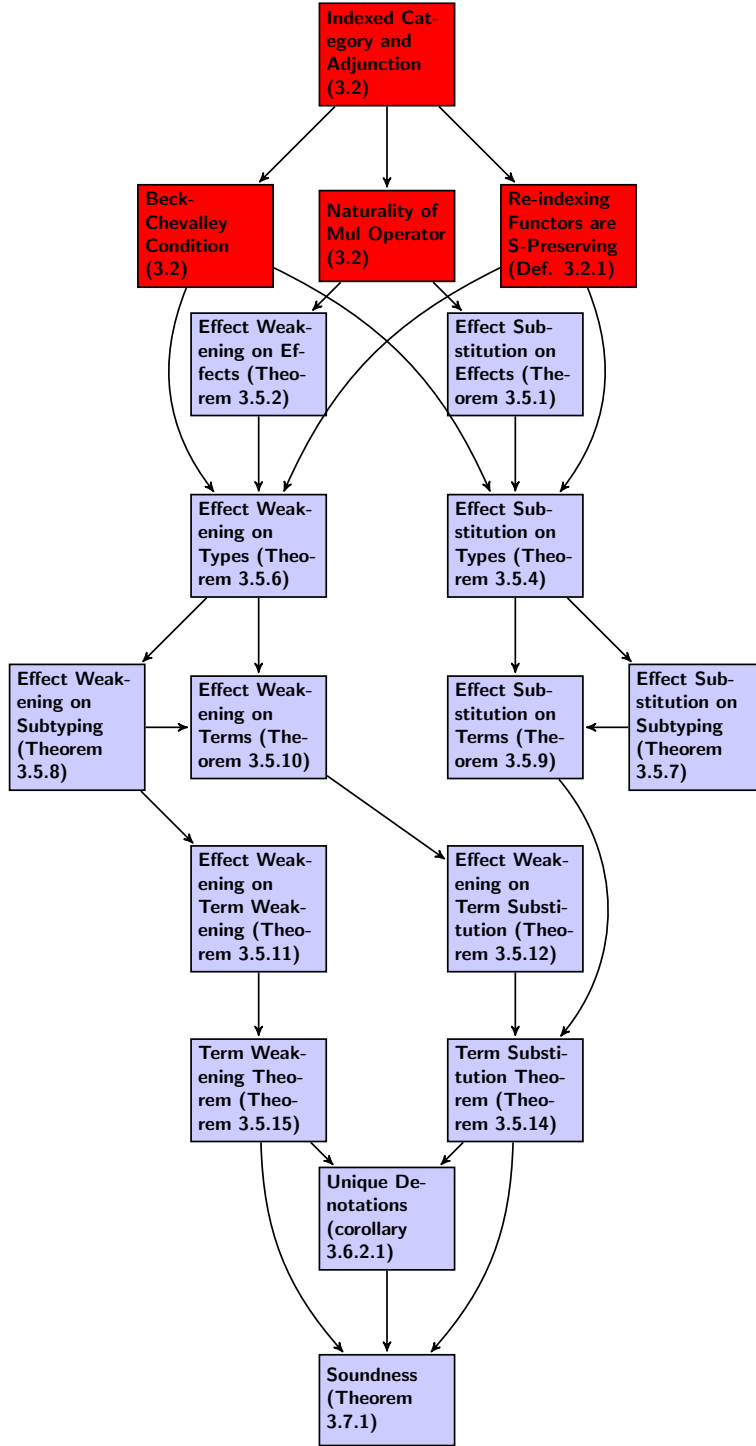 Indexed Cat-
egory and
Adjunction
(3.2)
Beck-
Chevalley
Condition
(3.2)
Naturality of
Mul Operator
(3.2)
Re-indexing
Functors are
S-Preserving
(Def. 3.2.1)
Effect Weak-
ening on Ef-
fects (Theo-
rem 3.5.2)
Effect Sub-
stitution on
Effects (The-
orem 3.5.1)
Effect Weak-
ening on
Types (Theo-
rem 3.5.6)
Effect Sub-
stitution on
Types (The-
orem 3.5.4)
Effect Weak-
ening on
Subtyping
(Theorem
3.5.8)
Effect Weak-
ening on
Terms (The-
orem 3.5.10)
Effect Sub-
stitution on
Terms (The-
orem 3.5.9)
Effect Sub-
stitution on
Subtyping
(Theorem
3.5.7)
Effect Weak-
ening on
Term Weak-
ening (Theo-
rem 3.5.11)
Effect Weak-
ening on
Term Substi-
tution (The-
orem 3.5.12)
Term Weak-
ening Theo-
rem (Theo-
rem 3.5.15)
Term Substi-
tution Theo-
rem (Theo-
rem 3.5.14)
Unique De-
notations
(corollary
3.6.2.1)
Soundness
(Theorem
3.7.1)